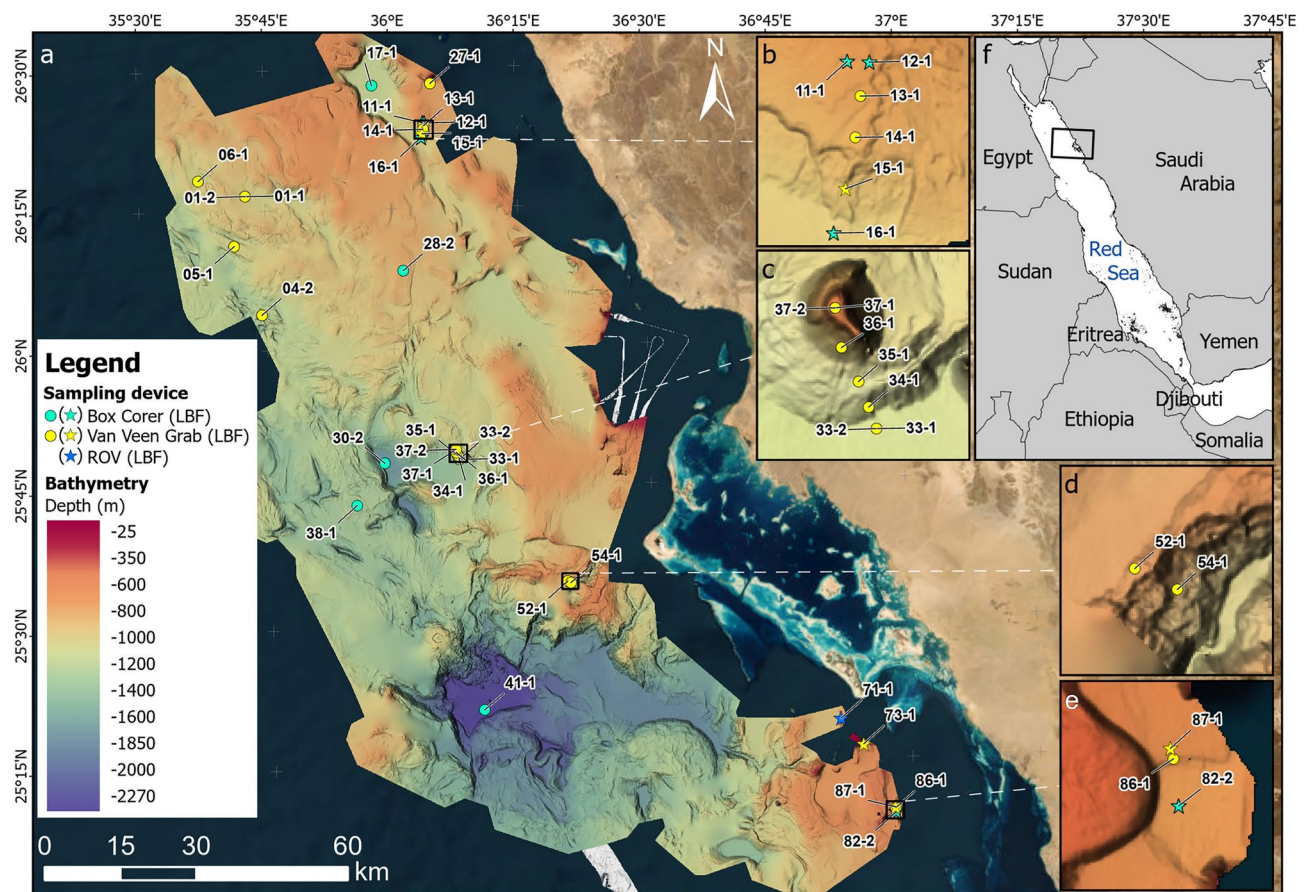 35°30'E
35°45'E
36°E
36°15'E
36°30'E
36°45'E
37°E
37°15'E
37°30'E
37°45'E
26°30'N
26°15'N
26°N
25°45'N
25°30'N
25°15'N
a
17-1
27-1
11-1
13-1
12-1
14-1
15-1
16-1
06-1
01-2
01-1
05-1
28-2
04-2
30-2
35-1
33-2
37-2
33-1
37-1
36-1
34-1
38-1
54-1
52-1
41-1
71-1
73-1
86-1
87-1
82-2
N
Legend
Sampling device
( ) Box Corer (LBF)
( ) Van Veen Grab (LBF)
( ) ROV (LBF)
Bathymetry
Depth (m)
-25
-400
-600
-800
-1000
-1200
-1500
-1850
-2000
-2270
0
15
30
60
km
b
11-1
12-1
13-1
14-1
15-1
16-1
c
37-2
37-1
36-1
35-1
34-1
33-2
33-1
f
Egypt
Saudi
Arabia
Sudan
Red
Sea
Eritrea
Yemen
Djibouti
Ethiopia
Somalia
d
52-1
54-1
e
87-1
86-1
82-2